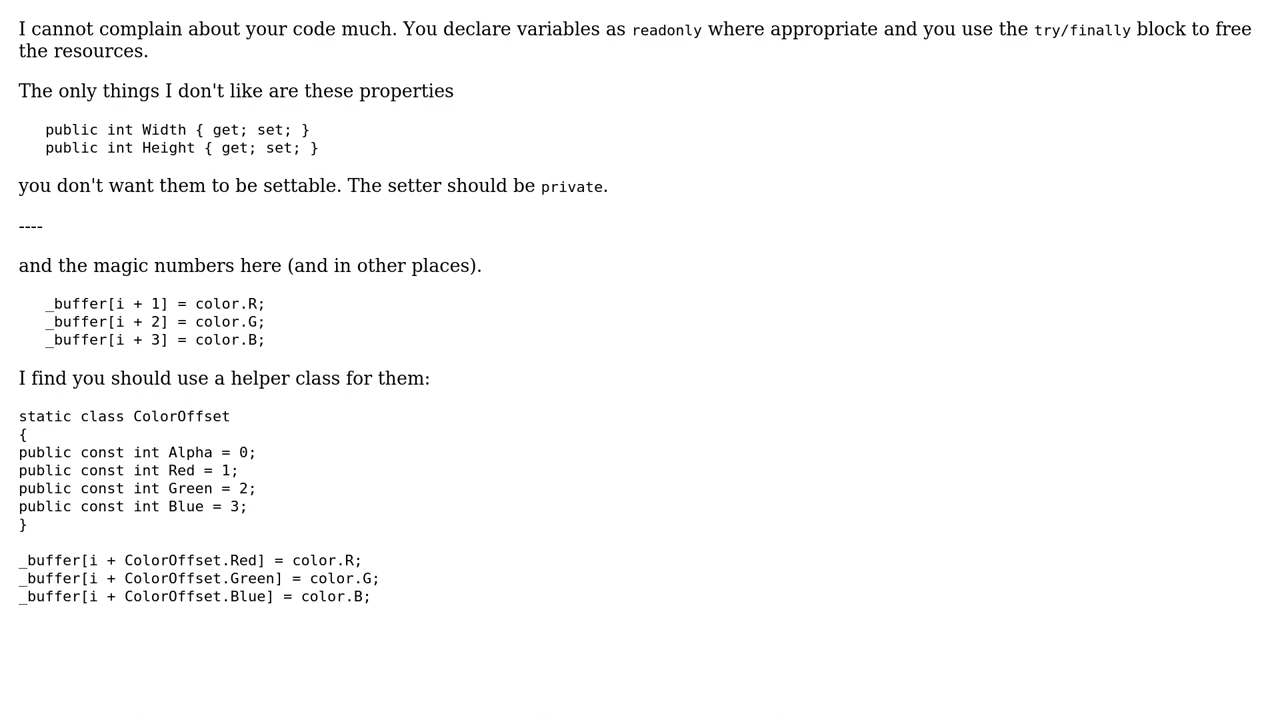 I cannot complain about your code much. You declare variables as readonly where appropriate and you use the try/finally block to free
the resources.
The only things I don't like are these properties
public int Width { get; set; }
public int Height { get; set; }
you don't want them to be settable. The setter should be private.
----
and the magic numbers here (and in other places).
_buffer[i + 1] = color.R;
_buffer[i + 2] = color.G;
_buffer[i + 3] = color.B;
I find you should use a helper class for them:
static class ColorOffset
{
public const int Alpha = 0;
public const int Red = 1;
public const int Green = 2;
public const int Blue = 3;
}
_buffer[i + ColorOffset.Red] = color.R;
_buffer[i + ColorOffset.Green] = color.G;
_buffer[i + ColorOffset.Blue] = color.B;